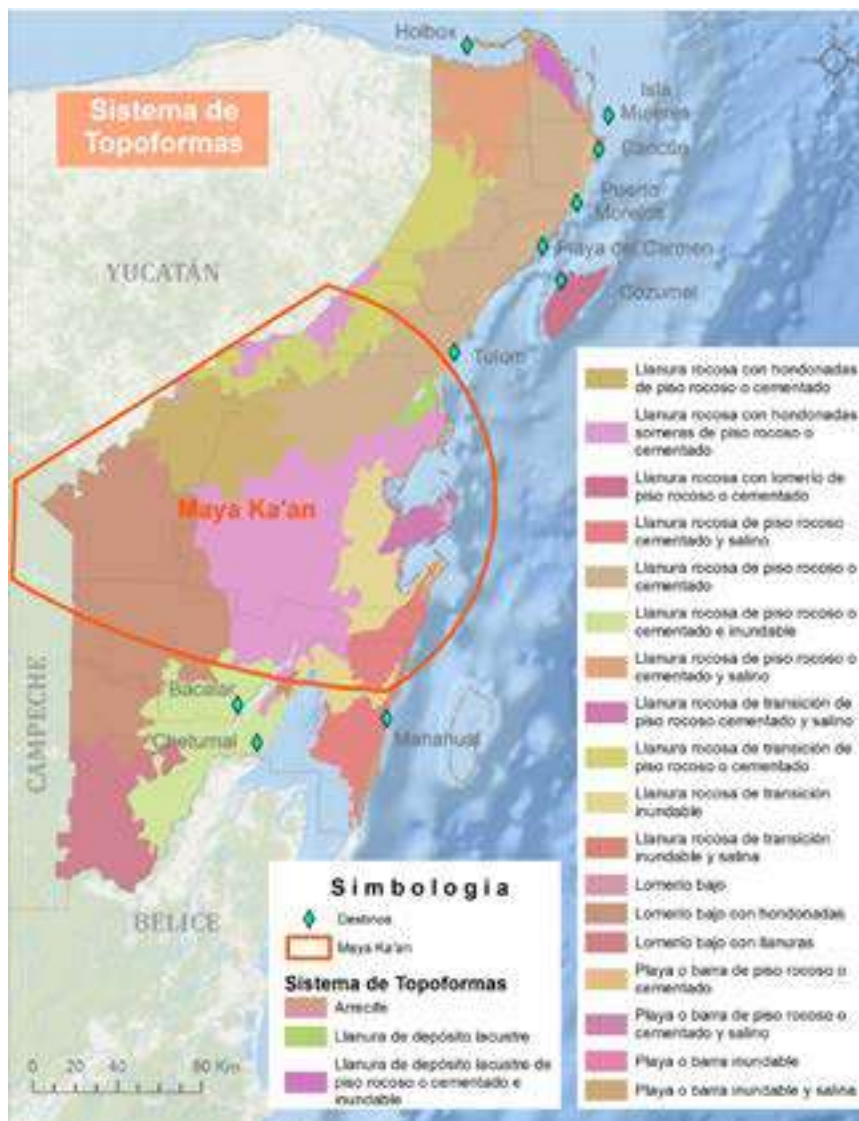 Holbox
Sistema de
Topoformas
Isla
Mujeres
Cancún
Puerto
Morelos
YUCATÁN
Playa del Carmen
Cozumel
Tulum
Maya Ka'an
Bacalar
Chetumal
Mahahual
CAMPECHE
BELICE
0 20 40 80 Km
Simbología
Destinos
Maya Ka'an
Sistema de Topoformas
Arrecife
Llanura de depósito lacustre
Llanura de depósito lacustre de
piso rocoso o cementado e
inundable
Llanura rocosa con hondonadas
de piso rocoso o cementado
Llanura rocosa con hondonadas
someras de piso rocoso o
cementado
Llanura rocosa con lomerío de
piso rocoso o cementado
Llanura rocosa de piso rocoso
cementado y salino
Llanura rocosa de piso rocoso o
cementado
Llanura rocosa de piso rocoso o
cementado e inundable
Llanura rocosa de piso rocoso o
cementado y salino
Llanura rocosa de transición de
piso rocoso cementado y salino
Llanura rocosa de transición de
piso rocoso o cementado
Llanura rocosa de transición
inundable
Llanura rocosa de transición
inundable y salina
Lomerío bajo
Lomerío bajo con hondonadas
Lomerío bajo con llanuras
Playa o barra de piso rocoso o
cementado
Playa o barra de piso rocoso o
cementado y salino
Playa o barra inundable
Playa o barra inundable y salina